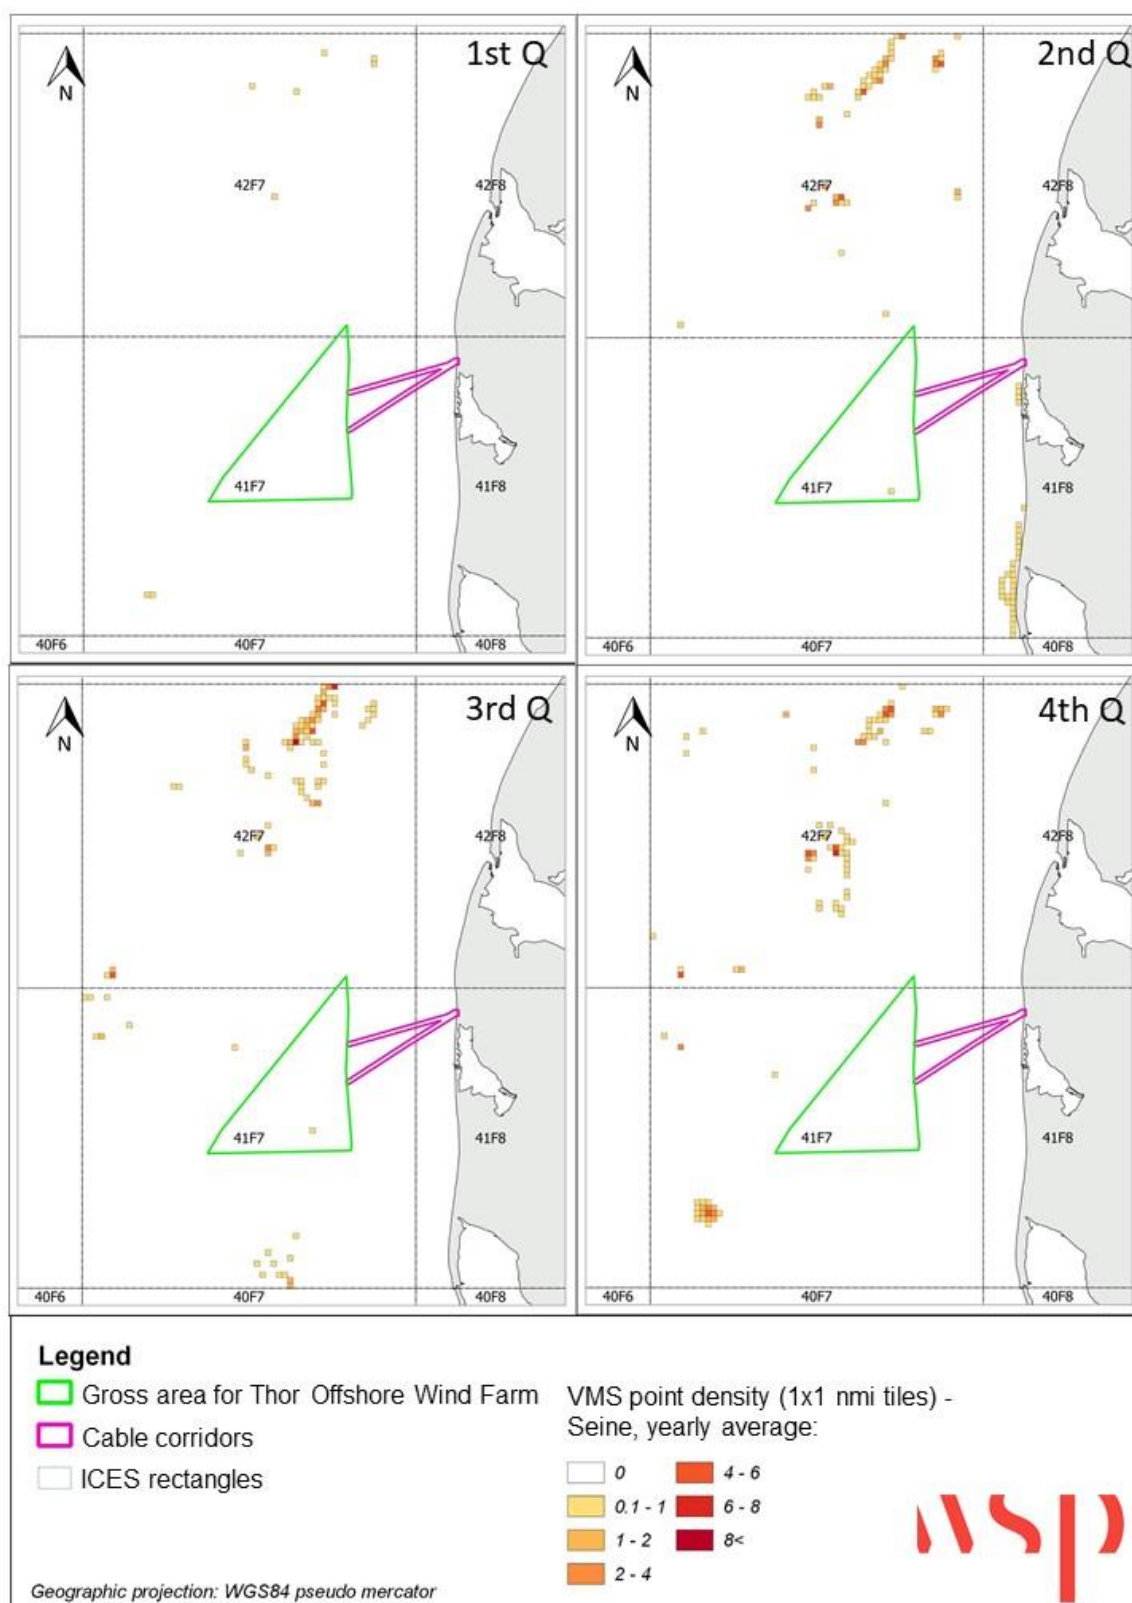 1st Q
N
42F7
42F8
41F7
41F8
40F6
40F7
40F8
2nd Q
N
42F7
42F8
41F7
41F8
40F6
40F7
40F8
3rd Q
N
42F7
42F8
41F7
41F8
40F6
40F7
40F8
4th Q
N
42F7
42F8
41F7
41F8
40F6
40F7
40F8
Legend
Gross area for Thor Offshore Wind Farm
Cable corridors
ICES rectangles
VMS point density (1x1 nmi tiles) -
Seine, yearly average:
0
0.1 - 1
1 - 2
2 - 4
4 - 6
6 - 8
8<
Geographic projection: WGS84 pseudo mercator
wsp